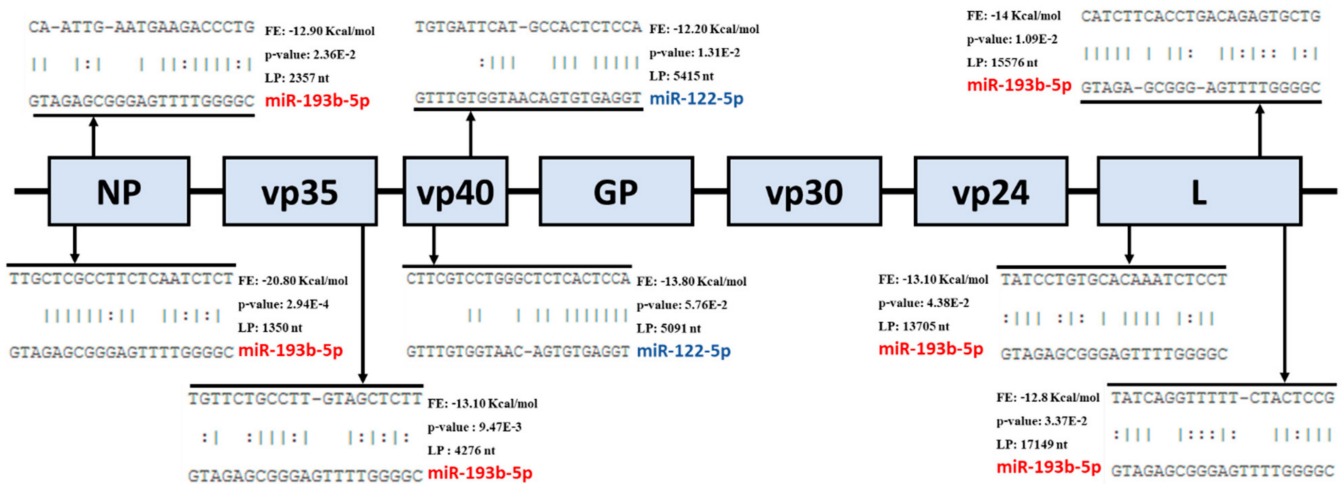 CA-ATTG-AATGAAGACCCTG
FE: -12.90 Kcal/mol
p-value: 2.36E-2
LP: 2357 nt
GTAGAGCGGGAGTTTTGGGGC
miR-193b-5p
TGTGATTCAT-GCCACTCTCCA
FE: -12.20 Kcal/mol
p-value: 1.31E-2
LP: 5415 nt
GTTTGTGGTAACAGTGTGAGGT
miR-122-5p
FE: -14 Kcal/mol
p-value: 1.09E-2
LP: 15576 nt
miR-193b-5p
CATCTTCACCTGACAGAGTGCTG
GTAGA-GCGGG-AGTTTTGGGGC
NP
vp35
vp40
GP
vp30
vp24
L
TTGCTCGCCTTCTCAATCTCT
FE: -20.80 Kcal/mol
p-value: 2.94E-4
LP: 1350 nt
GTAGAGCGGGAGTTTTGGGGC
miR-193b-5p
CTTCGTCCTGGGCTCTCACTCCA
FE: -13.80 Kcal/mol
p-value: 5.76E-2
LP: 5091 nt
GTTTGTGGTAAC-AGTGTGAGGT
miR-122-5p
FE: -13.10 Kcal/mol
p-value: 4.38E-2
LP: 13705 nt
miR-193b-5p
TATCCTGTGCACAAATCTCCT
GTAGAGCGGGAGTTTTGGGGC
TGTTCTGCCTT-GTAGCTCTT
FE: -13.10 Kcal/mol
p-value : 9.47E-3
LP : 4276 nt
GTAGAGCGGGAGTTTTGGGGC
miR-193b-5p
FE: -12.8 Kcal/mol
p-value: 3.37E-2
LP: 17149 nt
miR-193b-5p
TATCAGGTTTTT-CTACTCCG
GTAGAGCGGGAGTTTTGGGGC